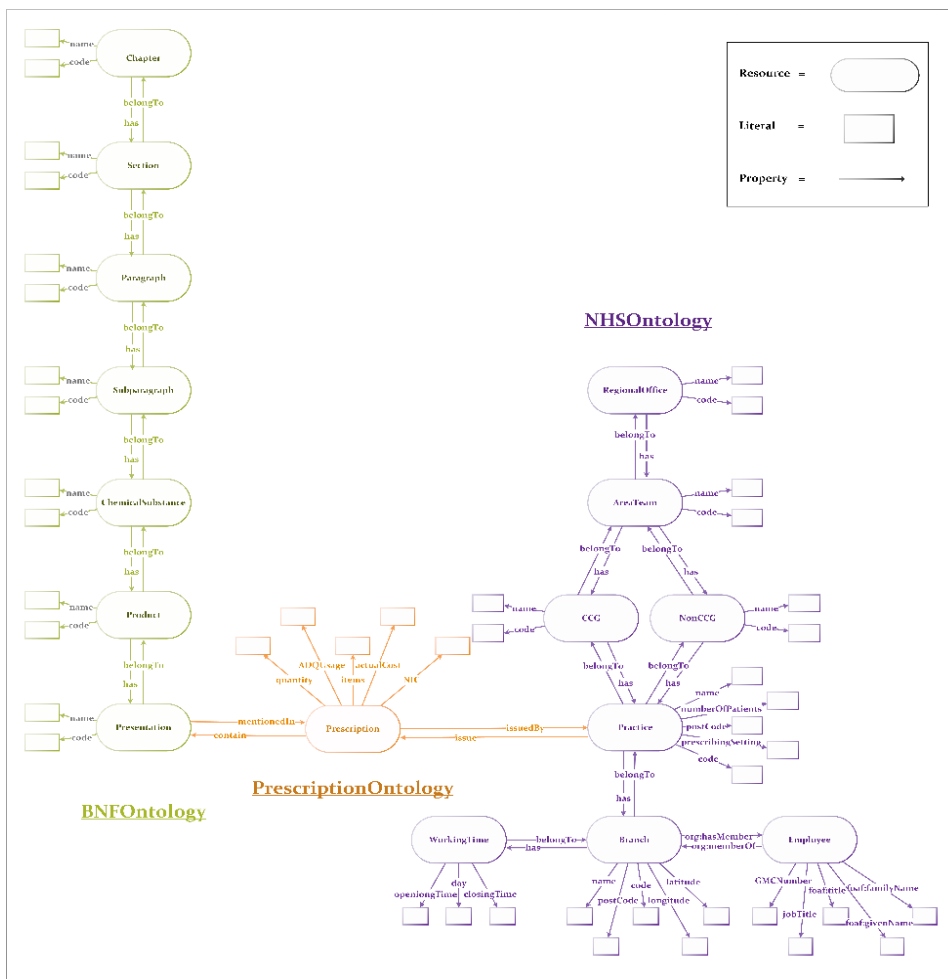 name
code
Chapter
belongTo
has
name
code
Section
belongTo
has
name
code
Paragraph
belongTo
has
name
code
Subparagraph
belongTo
has
name
code
ChemicalSubstance
belongTo
has
name
code
Product
belongTo
has
name
code
Presentation
BNFOntology
mentionedIn
contain
quantity
ADQUsage
items
actualCost
NIC
Prescription
PrescriptionOntology
issuedBy
issue
Resource =
Literal =
Property =
NHSOntology
RegionalOffice
name
code
belongTo
has
AreaTeam
name
code
belongTo
has
belongTo
has
name
code
CCG
NonCCG
name
code
belongTo
has
belongTo
has
Practice
name
numberOfPatients
postCode
prescribingSetting
code
belongTo
has
WorkingTime
belongTo
has
Branch
org:hasMember
org:memberOf
Employee
openlongTime
day
closingTime
name
postCode
code
longitude
latitude
GMCNumber
jobTitle
foaf:title
foaf:givenName
foaf:familyName